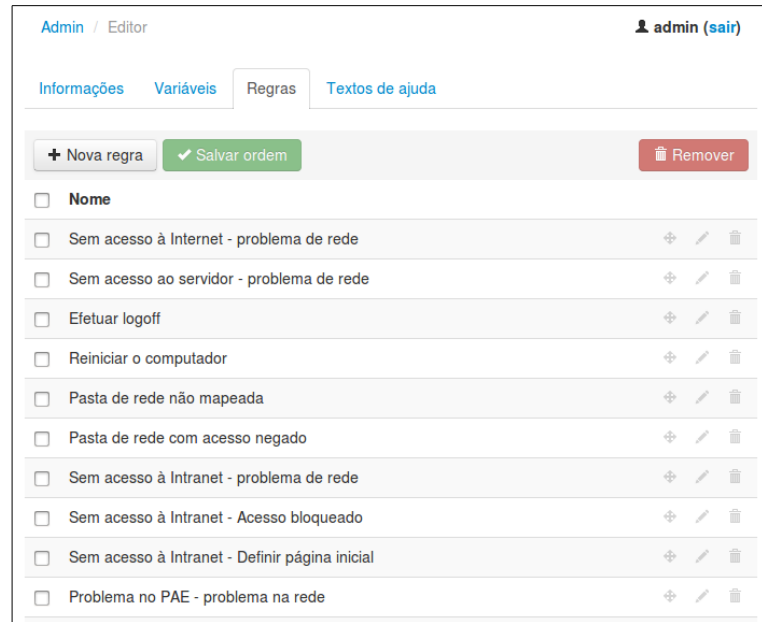 Admin / Editor admin (sair)
Informações Variáveis Regras Textos de ajuda
Nova regra Salvar ordem Remover
Nome
Sem acesso à Internet - problema de rede
Sem acesso ao servidor - problema de rede
Efetuar logoff
Reiniciar o computador
Pasta de rede não mapeada
Pasta de rede com acesso negado
Sem acesso à Intranet - problema de rede
Sem acesso à Intranet - Acesso bloqueado
Sem acesso à Intranet - Definir página inicial
Problema no PAE - problema na rede